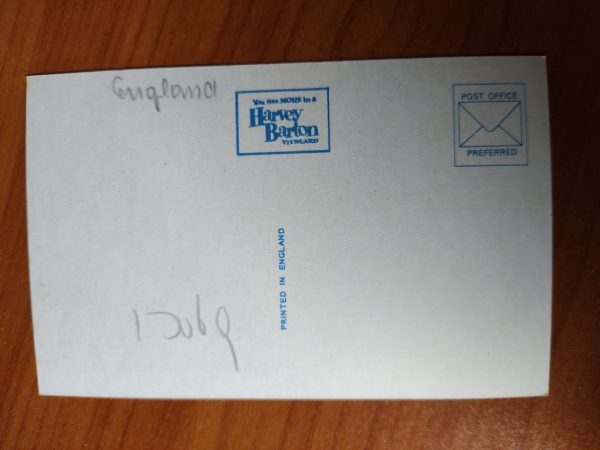 England
You See MORE in a
Harvey
Barton
VIEWCARD
POST OFFICE
PREFERRED
PRINTED IN ENGLAND